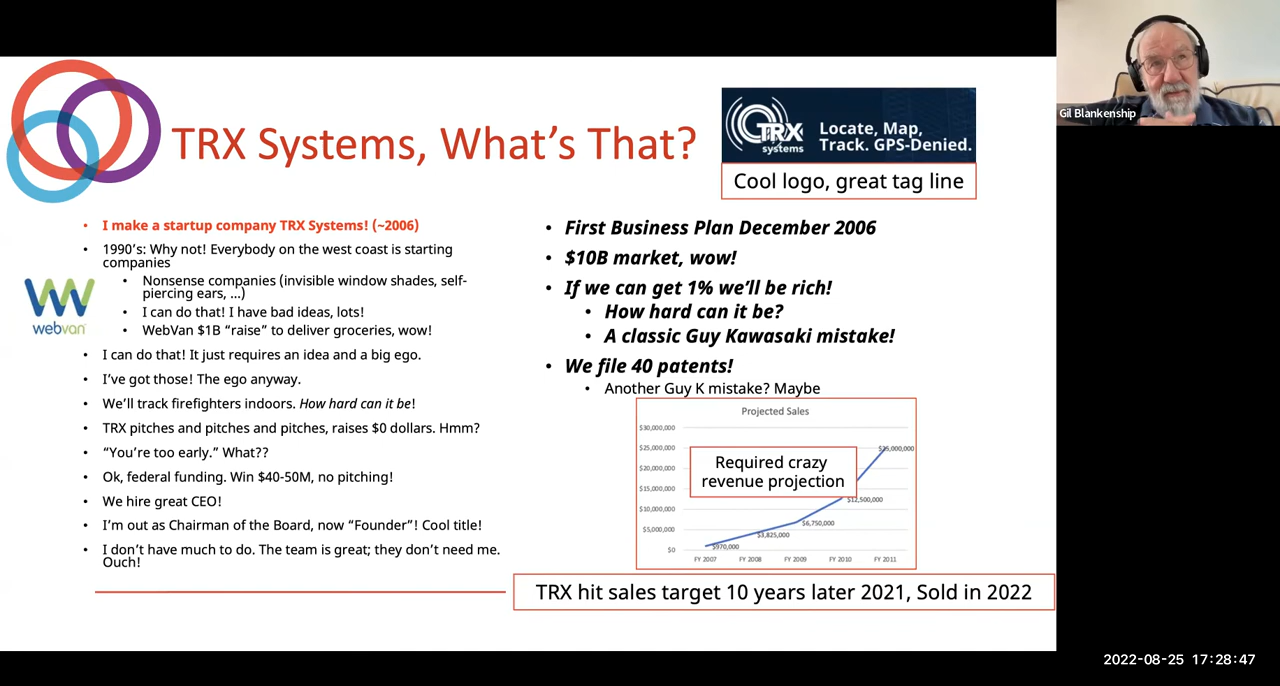 Gil Blankenship
TRX Systems, What's That?
TRX
systems
Locate, Map,
Track. GPS-Denied.
Cool logo, great tag line
• I make a startup company TRX Systems! (~2006)
• 1990's: Why not! Everybody on the west coast is starting
companies
• Nonsense companies (invisible window shades, self-
piercing ears, ...)
• I can do that! I have bad ideas, lots!
• WebVan $1B “raise” to deliver groceries, wow!
webvan
• I can do that! It just requires an idea and a big ego.
• I've got those! The ego anyway.
• We'll track firefighters indoors. How hard can it be!
• TRX pitches and pitches and pitches, raises $0 dollars. Hmm?
• “You're too early.” What??
• Ok, federal funding. Win $40-50M, no pitching!
• We hire great CEO!
• I'm out as Chairman of the Board, now “Founder”! Cool title!
• I don't have much to do. The team is great; they don't need me.
Ouch!
• First Business Plan December 2006
• $10B market, wow!
• If we can get 1% we'll be rich!
• How hard can it be?
• A classic Guy Kawasaki mistake!
• We file 40 patents!
• Another Guy K mistake? Maybe
Projected Sales
$30,000,000
$25,000,000
$20,000,000
$15,000,000
$10,000,000
$5,000,000
$0
$970,000
$3,825,000
$6,750,000
$12,500,000
$25,000,000
FY 2007
FY 2008
FY 2009
FY 2010
FY 2011
Required crazy
revenue projection
TRX hit sales target 10 years later 2021, Sold in 2022
2022-08-25 17:28:47